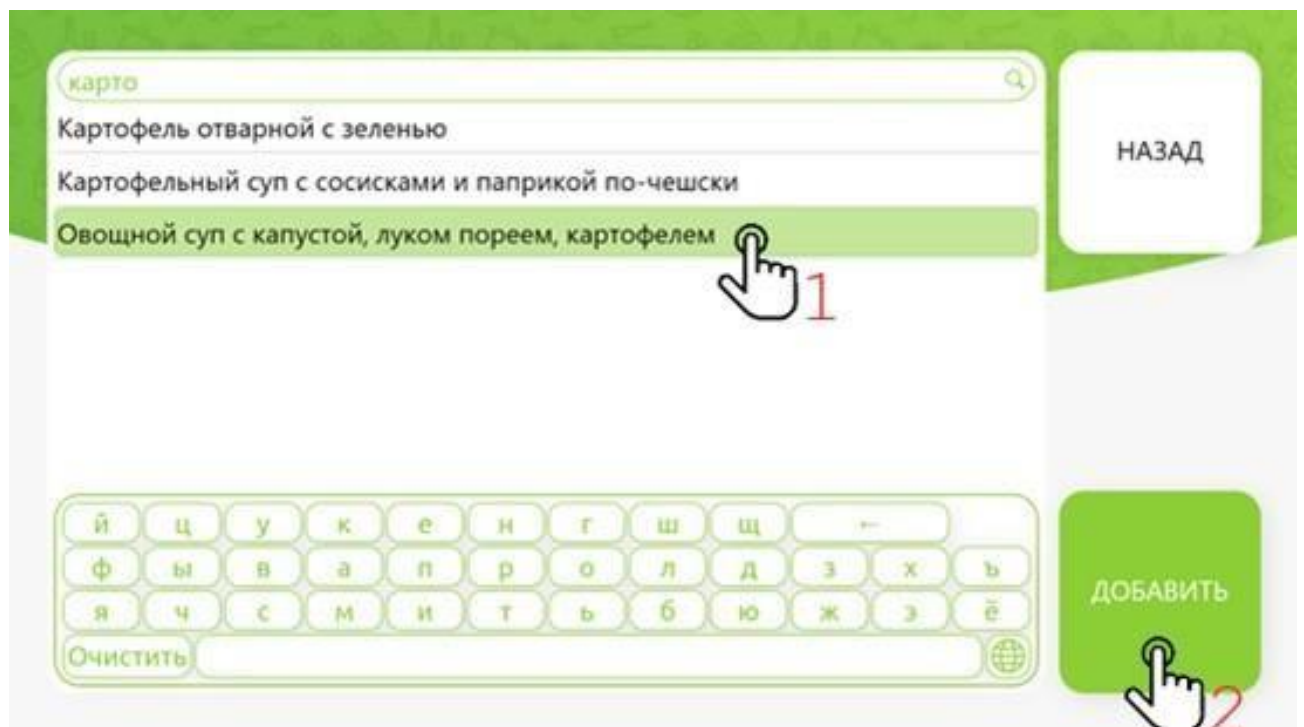 карто
Картофель отварной с зеленью
НАЗАД
Картофельный суп с сосисками и паприкой по-чешски
Овощной суп с капустой, луком пореем, картофелем
1
й ц у к е н г ш щ ←
ф ы в а п р о л д з х ъ
я ч с м и т ь б ю ж э ё
Очистить
ДОБАВИТЬ
2